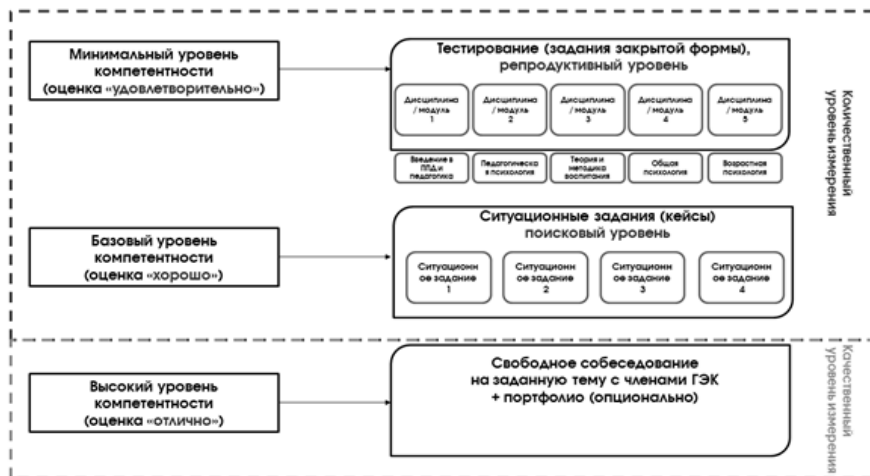 Минимальный уровень
компетентности
(оценка «удовлетворительно»)
Тестирование (задания закрытой формы),
репродуктивный уровень
Дисциплина
/ модуль
1
Дисциплина
/ модуль
2
Дисциплина
/ модуль
3
Дисциплина
/ модуль
4
Дисциплина
/ модуль
5
Введение в
ППД и
педагогика
Педагогическа
я психология
Теория и
методика
воспитания
Общая
психология
Возрастная
психология
Количественный
уровень измерения
Базовый уровень
компетентности
(оценка «хорошо»)
Ситуационные задания (кейсы)
поисковый уровень
Ситуационн
ое задание
1
Ситуационн
ое задание
2
Ситуационн
ое задание
3
Ситуационн
ое задание
4
Высокий уровень
компетентности
(оценка «отлично»)
Свободное собеседование
на заданную тему с членами ГЭК
+ портфолио (опционально)
Качественный
уровень измерения